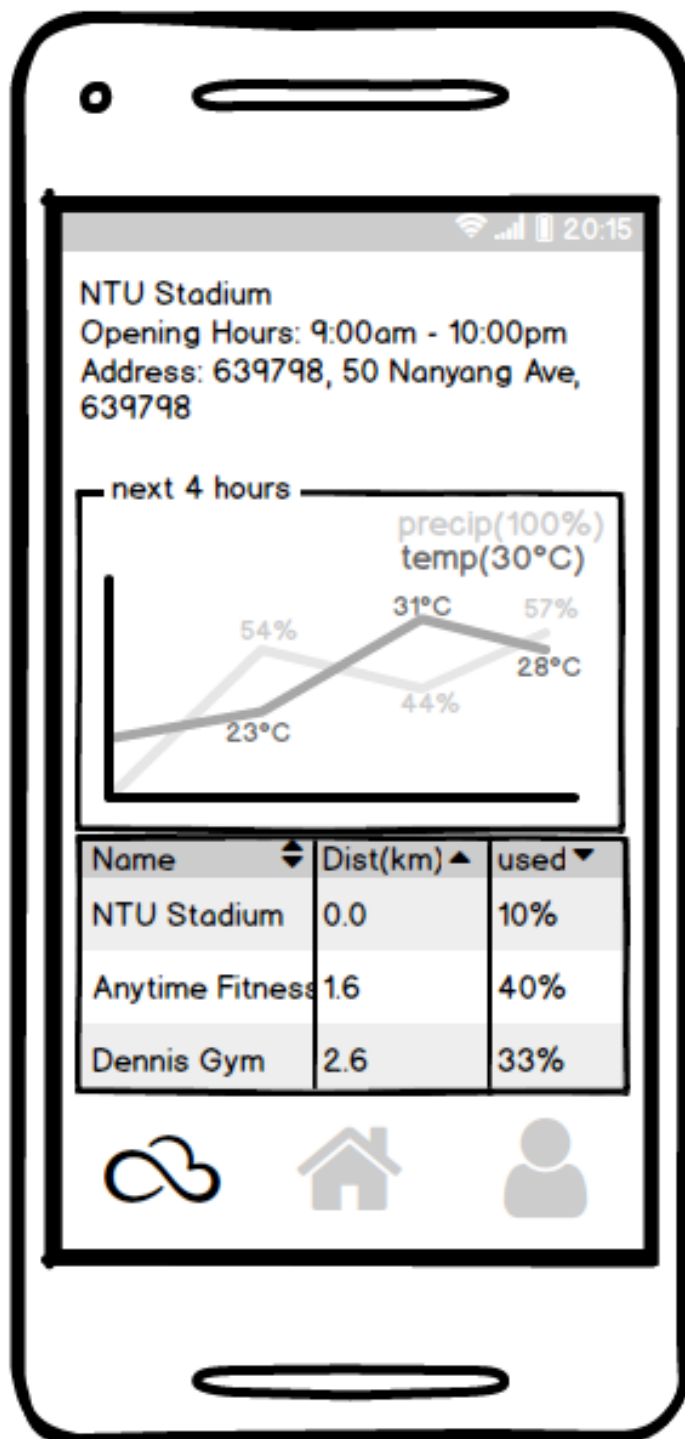 20:15
NTU Stadium
Opening Hours: 9:00am - 10:00pm
Address: 639798, 50 Nanyang Ave,
639798
next 4 hours
precip(100%)
temp(30°C)
31°C
57%
54%
28°C
44%
23°C
Name Dist(km) used
NTU Stadium 0.0 10%
Anytime Fitness 1.6 40%
Dennis Gym 2.6 33%